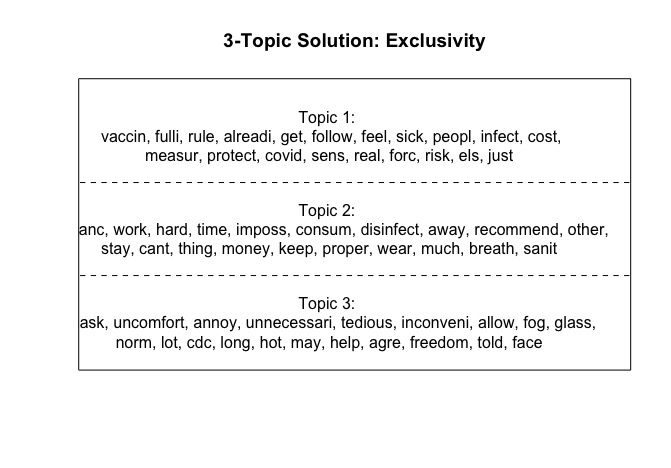 3-Topic Solution: Exclusivity
Topic 1:
vaccin, fulli, rule, alreadi, get, follow, feel, sick, peopl, infect, cost,
measur, protect, covid, sens, real, forc, risk, els, just
Topic 2:
anc, work, hard, time, imposs, consum, disinfect, away, recommend, other,
stay, cant, thing, money, keep, proper, wear, much, breath, sanit
Topic 3:
ask, uncomfort, annoy, unnecessari, tedious, inconveni, allow, fog, glass,
norm, lot, cdc, long, hot, may, help, agre, freedom, told, face